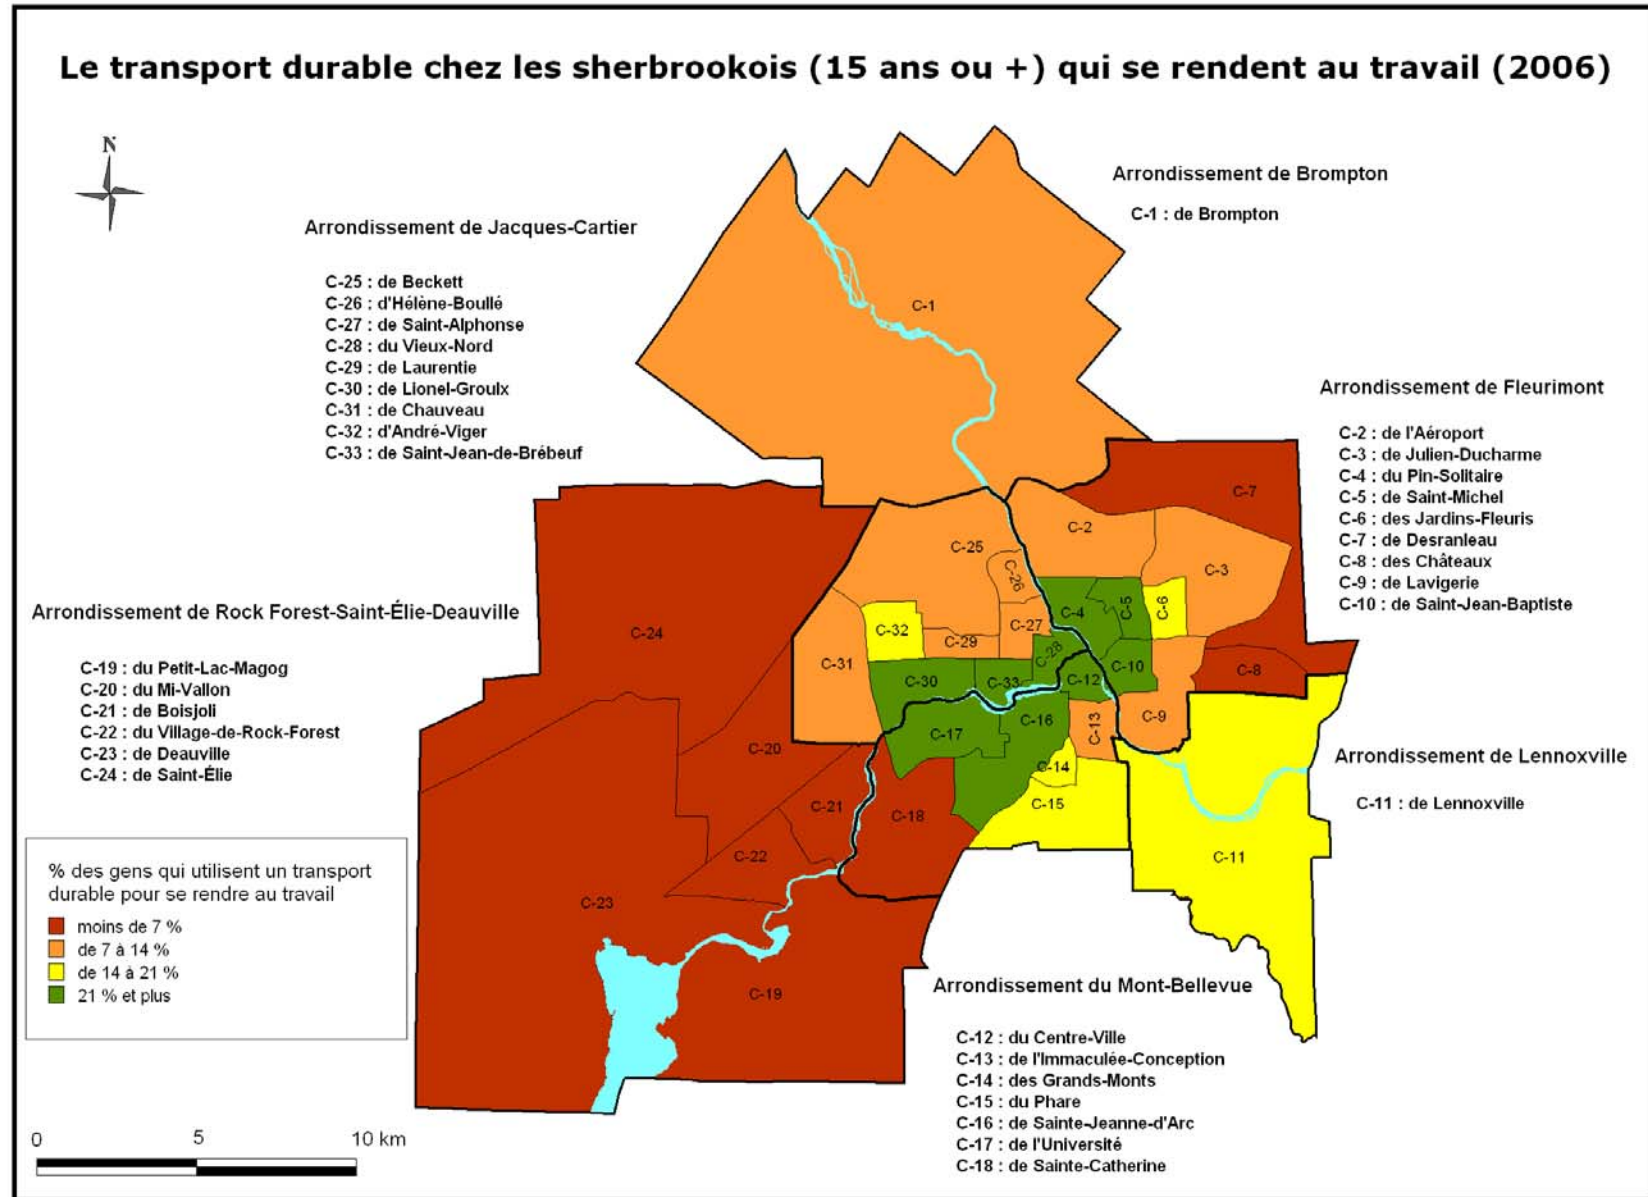 Le transport durable chez les sherbrookois (15 ans ou +) qui se rendent au travail (2006)
N
Arrondissement de Brompton
C-1 : de Brompton
Arrondissement de Jacques-Cartier
C-25 : de Beckett
C-26 : d'Hélène-Boullé
C-27 : de Saint-Alphonse
C-28 : du Vieux-Nord
C-29 : de Laurentie
C-30 : de Lionel-Groulx
C-31 : de Chauveau
C-32 : d'André-Viger
C-33 : de Saint-Jean-de-Brébeuf
Arrondissement de Fleurimont
C-2 : de l'Aéroport
C-3 : de Julien-Ducharme
C-4 : du Pin-Solitaire
C-5 : de Saint-Michel
C-6 : des Jardins-Fleuris
C-7 : de Desranleau
C-8 : des Châteaux
C-9 : de Lavigerie
C-10 : de Saint-Jean-Baptiste
Arrondissement de Rock Forest-Saint-Élie-Deauville
C-19 : du Petit-Lac-Magog
C-20 : du Mi-Vallon
C-21 : de Boisjoli
C-22 : du Village-de-Rock-Forest
C-23 : de Deauville
C-24 : de Saint-Élie
Arrondissement de Lennoxville
C-11 : de Lennoxville
Arrondissement du Mont-Bellevue
C-12 : du Centre-Ville
C-13 : de l'Immaculée-Conception
C-14 : des Grands-Monts
C-15 : du Phare
C-16 : de Sainte-Jeanne-d'Arc
C-17 : de l'Université
C-18 : de Sainte-Catherine
C-1
C-7
C-2
C-25
C-3
C-26
C-4
C-5
C-6
C-24
C-32
C-27
C-29
C-28
C-31
C-10
C-8
C-30
C-33
C-12
C-9
C-16
C-13
C-17
C-20
C-14
C-15
C-21
C-18
C-22
C-11
C-23
C-19
% des gens qui utilisent un transport
durable pour se rendre au travail
moins de 7 %
de 7 à 14 %
de 14 à 21 %
21 % et plus
0 5 10 km